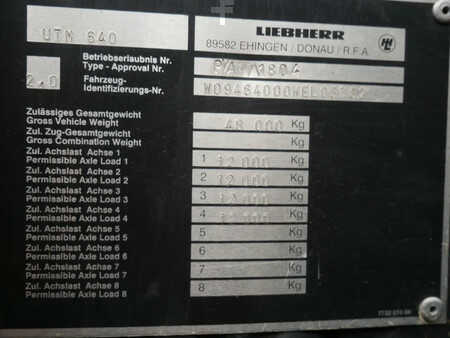 UTM 640
LIEBHERR
89582 EHINGEN / DONAU / R.F.A
Betriebserlaubnis Nr.
Type - Approval Nr.
2.0
Fahrzeug-
Identifizierungs-Nr.
Zulässiges Gesamtgewicht
Gross Vehicle Weight
48 000 Kg
Zul. Zug-Gesamtgewicht
Gross Combination Weight
Kg
Zul. Achslast Achse 1
Permissible Axle Load 1
1 12 000 Kg
Zul. Achslast Achse 2
Permissible Axle Load 2
2 12 000 Kg
Zul. Achslast Achse 3
Permissible Axle Load 3
3 12 000 Kg
Zul. Achslast Achse 4
Permissible Axle Load 4
4 12 000 Kg
Zul. Achslast Achse 5
Permissible Axle Load 5
5 Kg
Zul. Achslast Achse 6
Permissible Axle Load 6
6 Kg
Zul. Achslast Achse 7
Permissible Axle Load 7
7 Kg
Zul. Achslast Achse 8
Permissible Axle Load 8
8 Kg